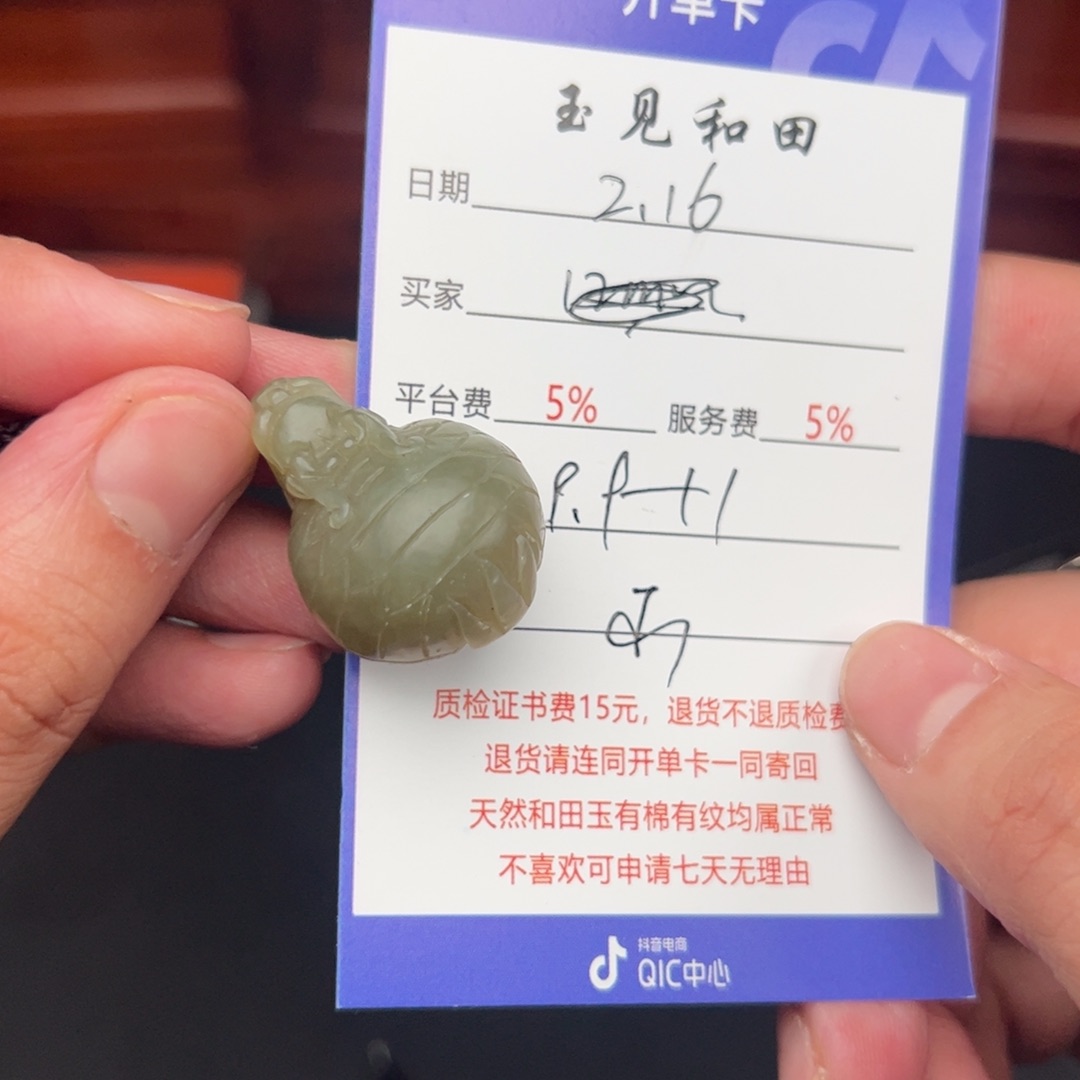 开单卡
玉见和田
日期 2.16
买家
平台费 5% 服务费 5%
质检证书费15元，退货不退质检费
退货请连同开单卡一同寄回
天然和田玉有棉有纹均属正常
不喜欢可申请七天无理由
抖音电商
QIC中心